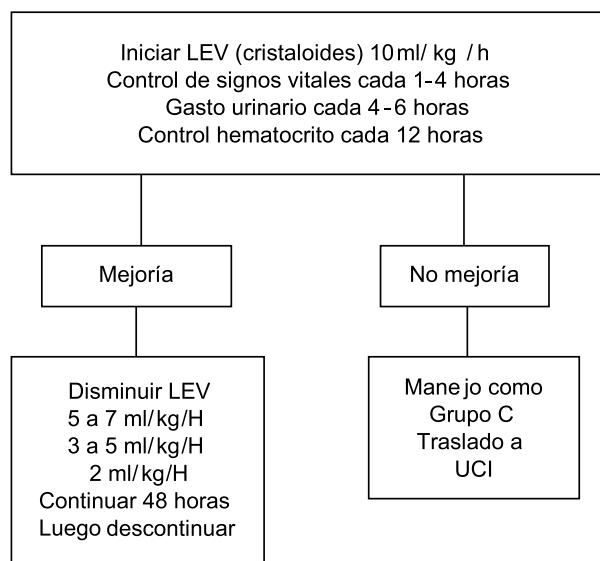 Iniciar LEV (cristaloides) 10 ml/ kg / h
Control de signos vitales cada 1-4 horas
Gasto urinario cada 4-6 horas
Control hematocrito cada 12 horas
Mejoría
No mejoría
Disminuir LEV
5 a 7 ml/kg/H
3 a 5 ml/kg/H
2 ml/kg/H
Continuar 48 horas
Luego descontinuar
Manejo como
Grupo C
Traslado a
UCI